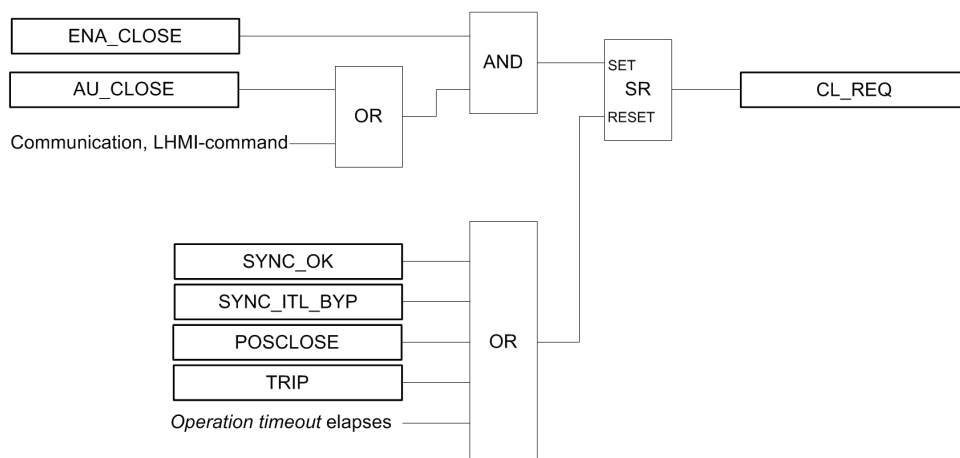 ENA_CLOSE
AND
AU_CLOSE
SET
SR
CL_REQ
OR
RESET
Communication, LHMI-command
SYNC_OK
SYNC_ITL_BYP
POSCLOSE
OR
TRIP
Operation timeout elapses